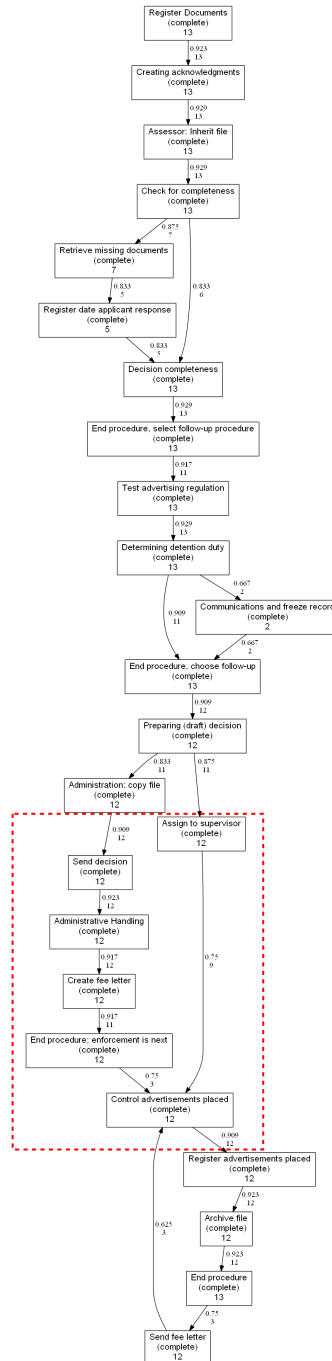 Register Documents
(complete)
13
0.923
13
Creating acknowledgments
(complete)
13
0.929
13
Assessor: Inherit file
(complete)
13
0.929
13
Check for completeness
(complete)
13
0.875
7
Retrieve missing documents
(complete)
7
0.833
6
0.833
5
Register date applicant response
(complete)
5
0.833
5
Decision completeness
(complete)
13
0.929
13
End procedure, select follow-up procedure
(complete)
13
0.917
11
Test advertising regulation
(complete)
13
0.929
13
Determining detention duty
(complete)
13
0.667
2
0.909
11
Communications and freeze record
(complete)
2
0.667
2
End procedure, choose follow-up
(complete)
13
0.909
12
Preparing (draft) decision
(complete)
12
0.833
11
0.875
11
Administration: copy file
(complete)
12
Assign to supervisor
(complete)
12
0.909
12
Send decision
(complete)
12
0.923
12
Administrative Handling
(complete)
12
0.917
12
Create fee letter
(complete)
12
0.75
9
0.917
11
End procedure; enforcement is next
(complete)
12
0.75
3
Control advertisements placed
(complete)
12
0.909
12
Register advertisements placed
(complete)
12
0.923
12
Archive file
(complete)
12
0.625
3
0.923
12
End procedure
(complete)
13
0.75
3
Send fee letter
(complete)
12